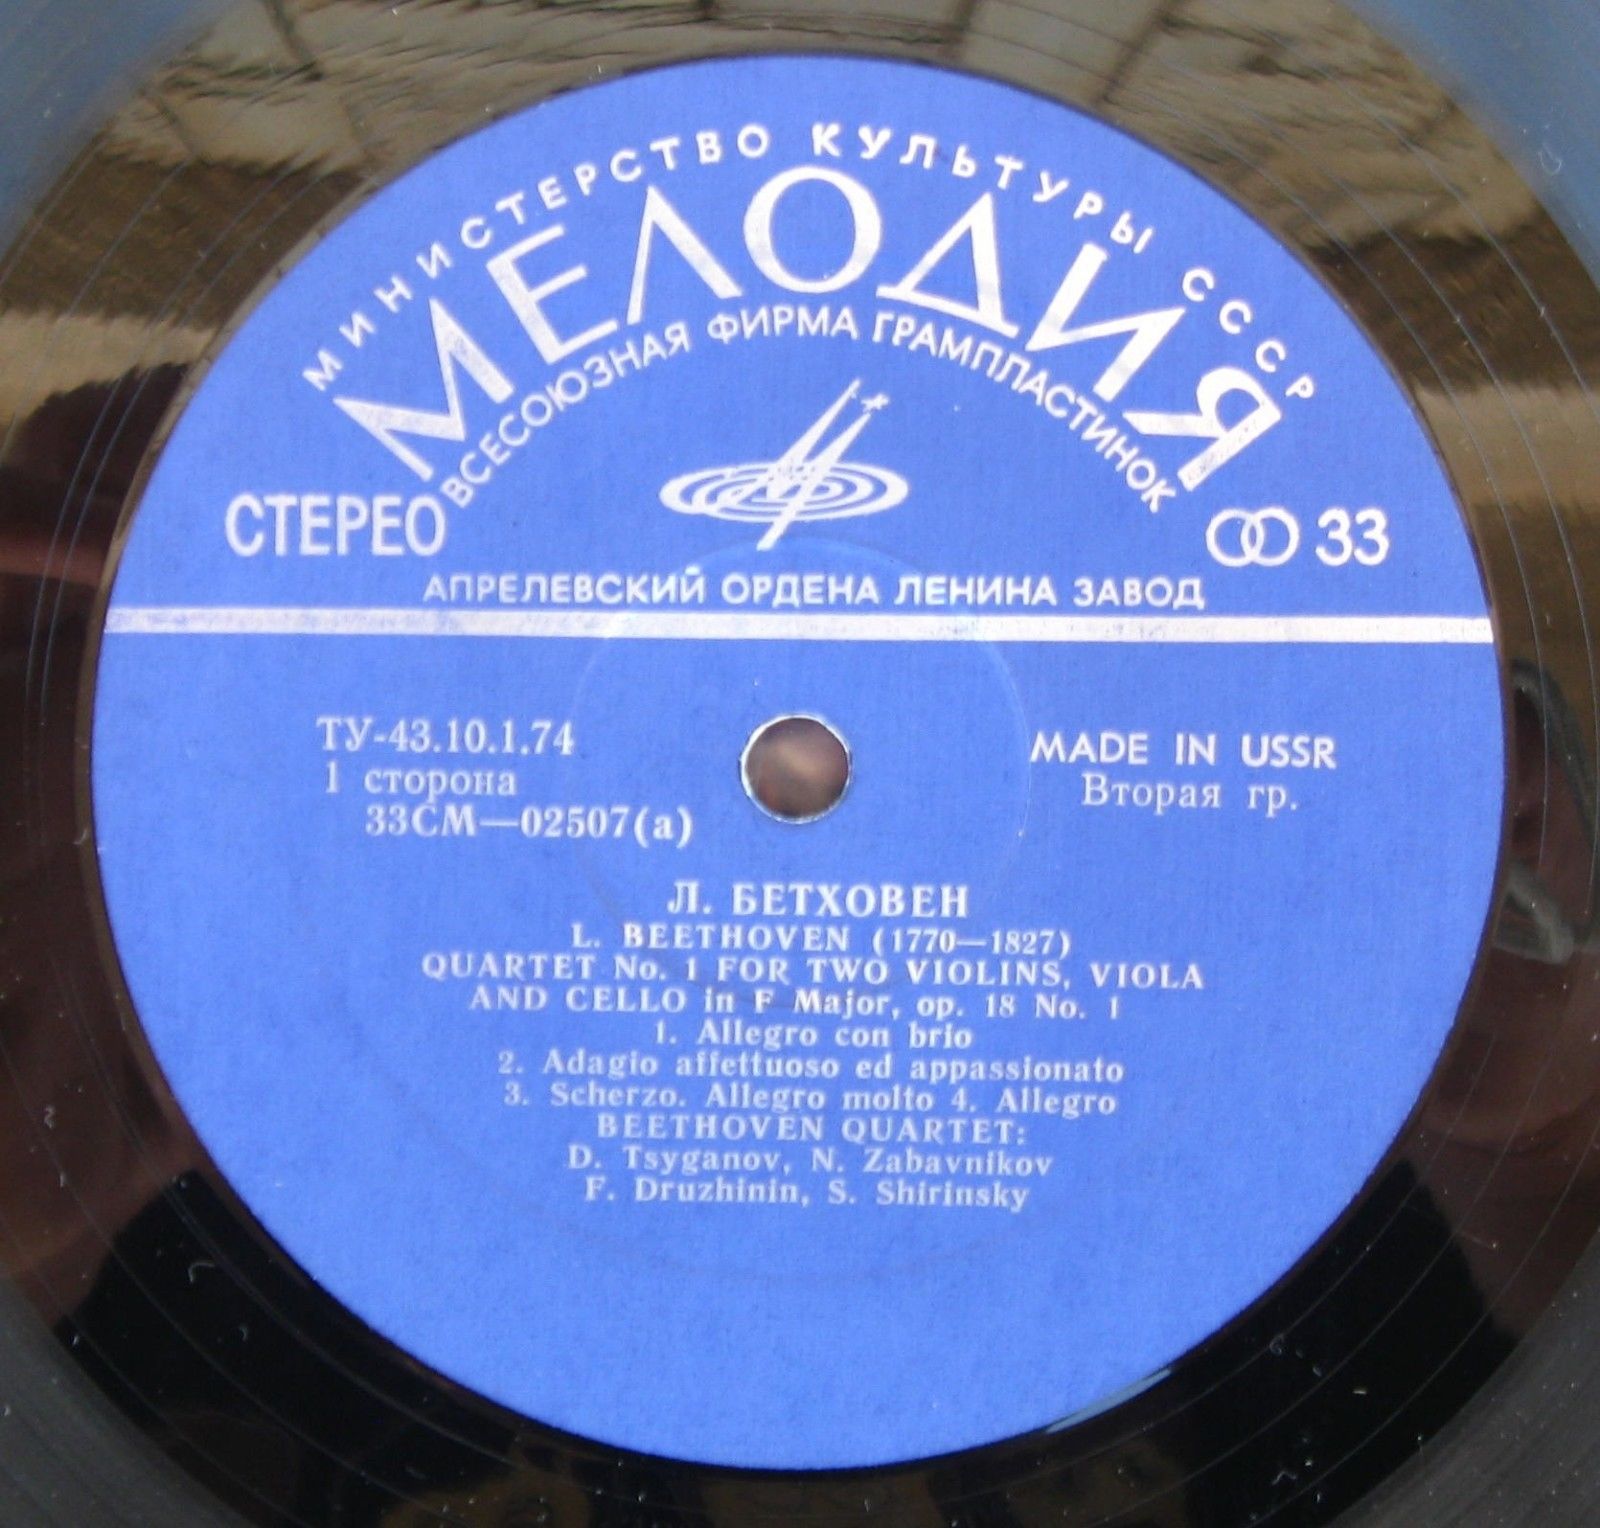 МИНИСТЕРСТВО КУЛЬТУРЫ СССР
МЕЛОДИЯ
ВСЕСОЮЗНАЯ ФИРМА ГРАМПЛАСТИНОК
СТЕРЕО
33
АПРЕЛЕВСКИЙ ОРДЕНА ЛЕНИНА ЗАВОД
ТУ-43.10.1.74
1 сторона
33СМ—02507(а)
MADE IN USSR
Вторая гр.
Л. БЕТХОВЕН
L. BEETHOVEN (1770—1827)
QUARTET No. 1 FOR TWO VIOLINS, VIOLA
AND CELLO in F Major, op. 18 No. 1
1. Allegro con brio
2. Adagio affettuoso ed appassionato
3. Scherzo. Allegro molto 4. Allegro
BEETHOVEN QUARTET:
D. Tsyganov, N. Zabavnikov
F. Druzhinin, S. Shirinsky